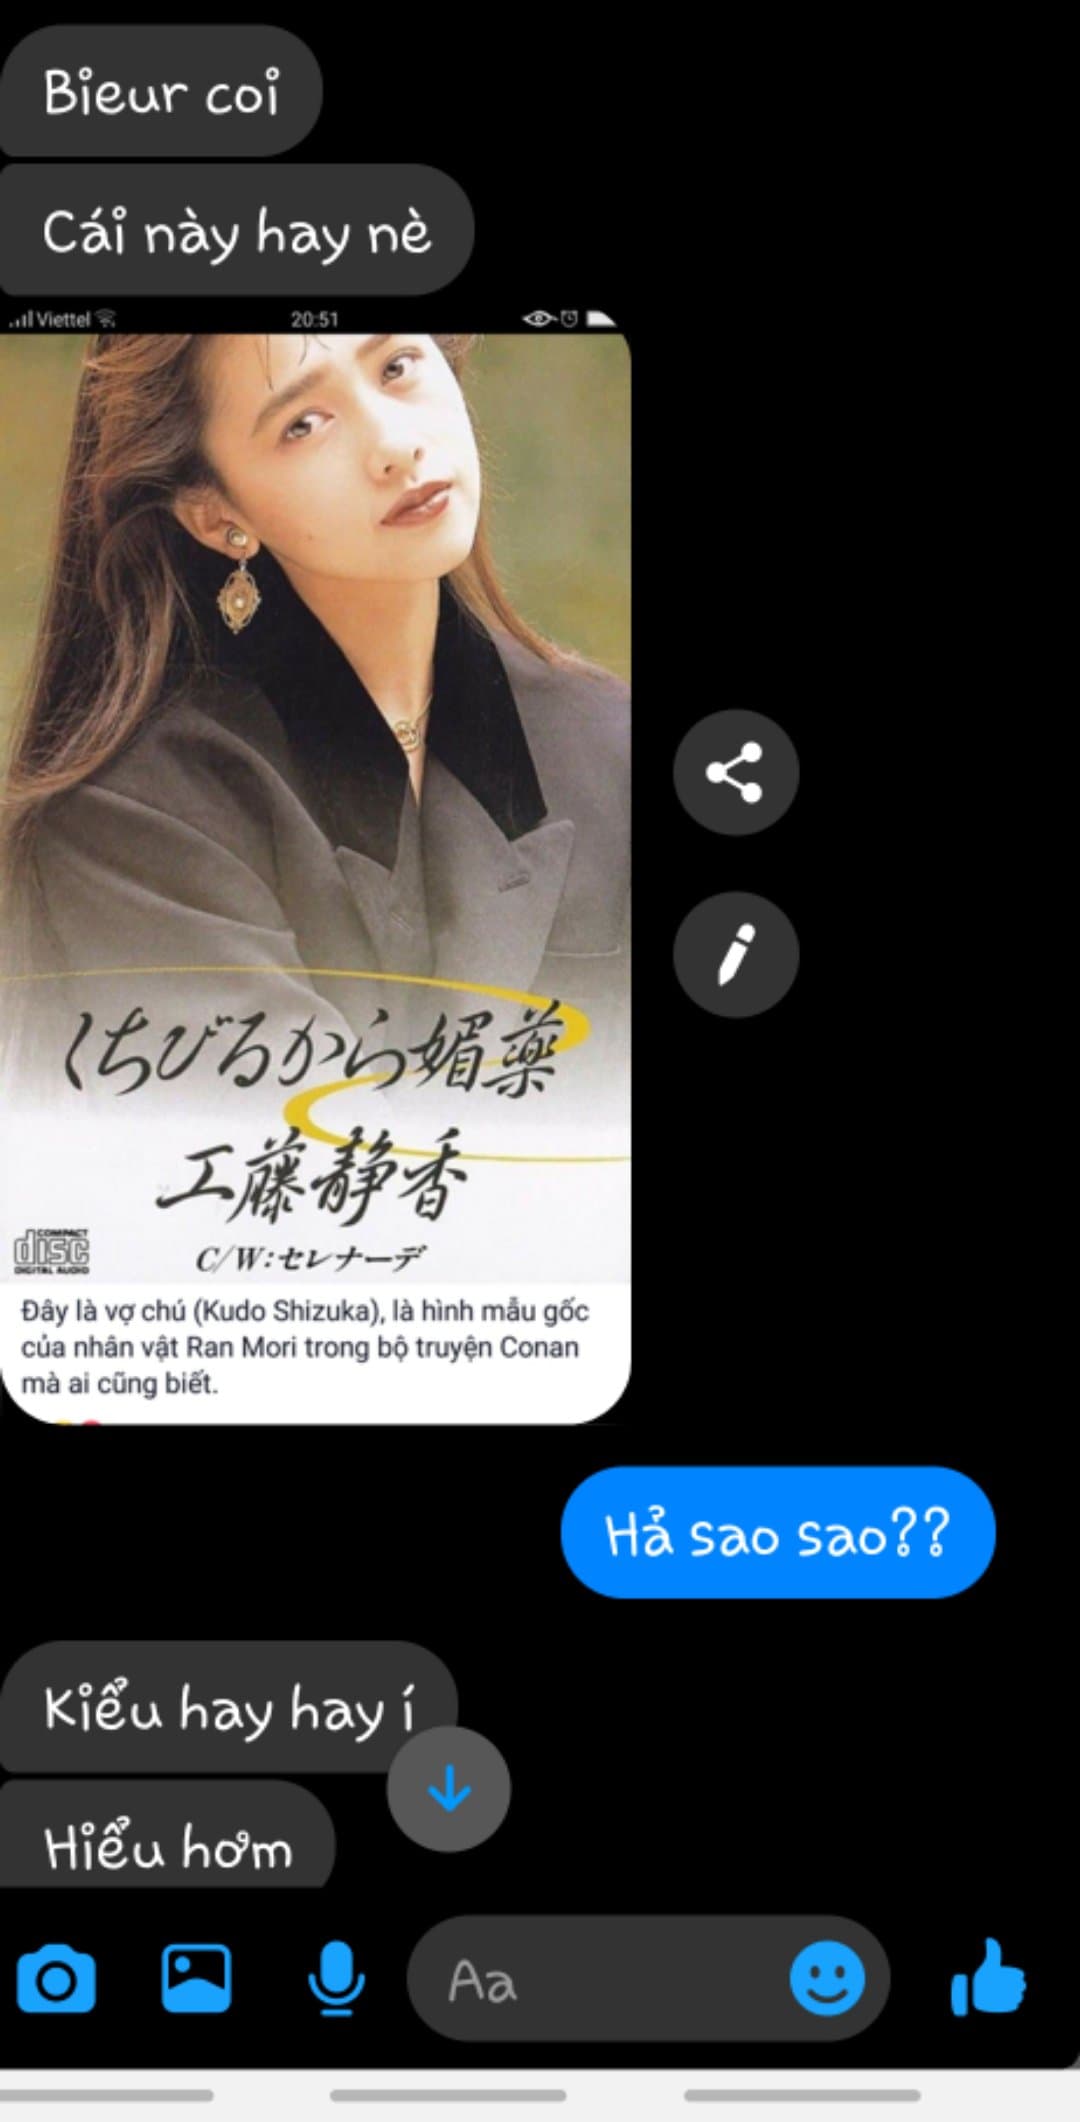 Bieur coi
Cái này hay nè
Viettel 20:51
くちびるから媚薬
工藤静香
COMPACT
disc
DIGITAL AUDIO
C/W:セレナーデ
Đây là vợ chú (Kudo Shizuka), là hình mẫu gốc
của nhân vật Ran Mori trong bộ truyện Conan
mà ai cũng biết.
Hả sao sao??
Kiểu hay hay í
Hiểu hơm
Aa